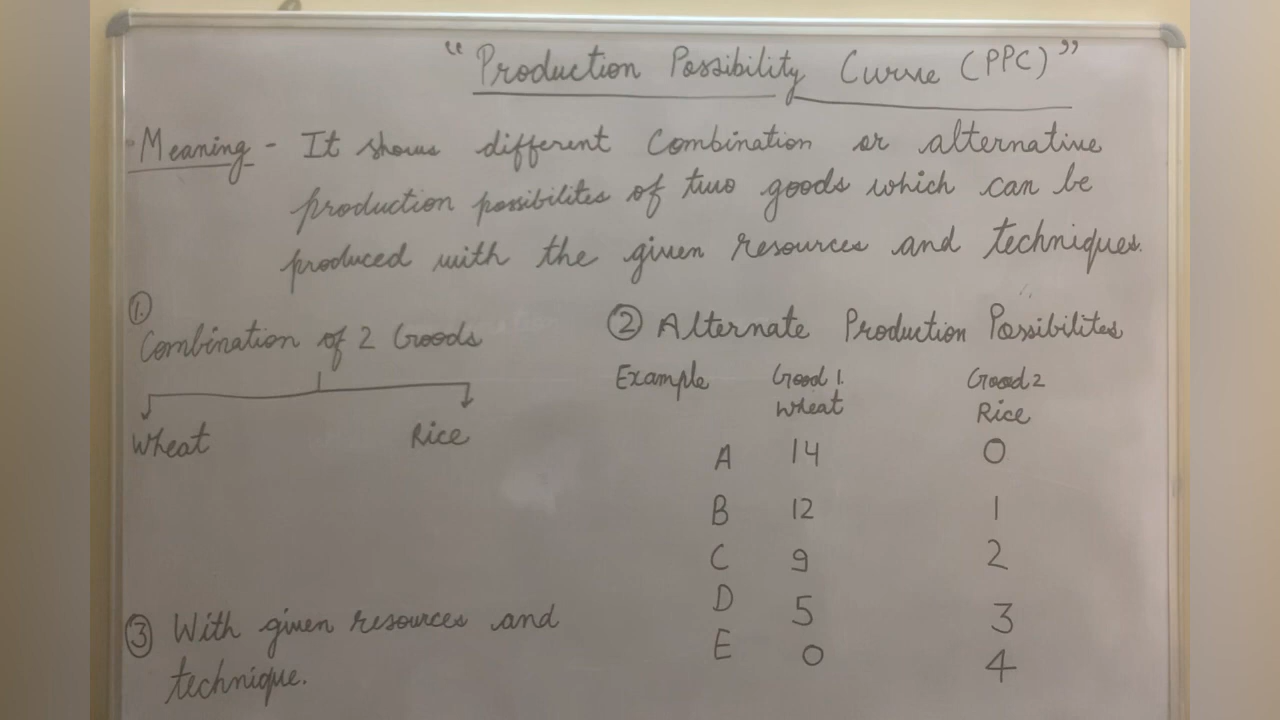 "Production Possibility Curve (PPC)"
Meaning - It shows different Combination or alternative
production possibilites of two goods which can be
produced with the given resources and techniques.
①
Combination of 2 Goods
Wheat Rice
② Alternate Production Possibilites
Example Good 1. Good 2
Wheat Rice
A 14 0
B 12 1
C 9 2
D 5 3
E 0 4
③ With given resources and
technique.